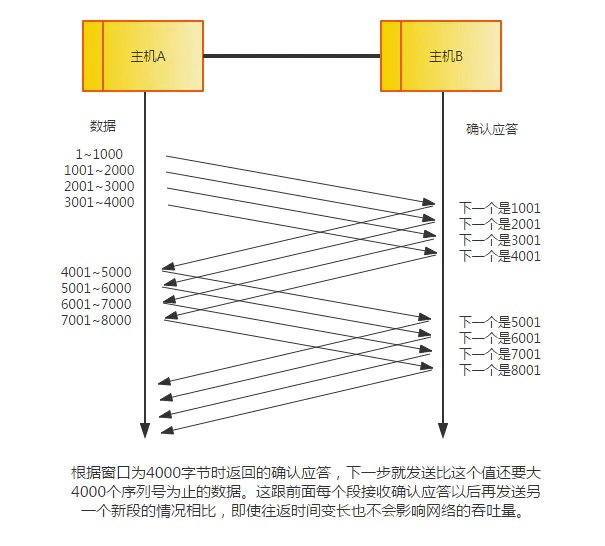 主机A
主机B
数据
确认应答
1~1000
1001~2000
2001~3000
3001~4000
下一个是1001
下一个是2001
下一个是3001
下一个是4001
4001~5000
5001~6000
6001~7000
7001~8000
下一个是5001
下一个是6001
下一个是7001
下一个是8001
根据窗口为4000字节时返回的确认应答，下一步就发送比这个值还要大
4000个序列号为止的数据。这跟前面每个段接收确认应答以后再发送另
一个新段的情况相比，即使往返时间变长也不会影响网络的吞吐量。